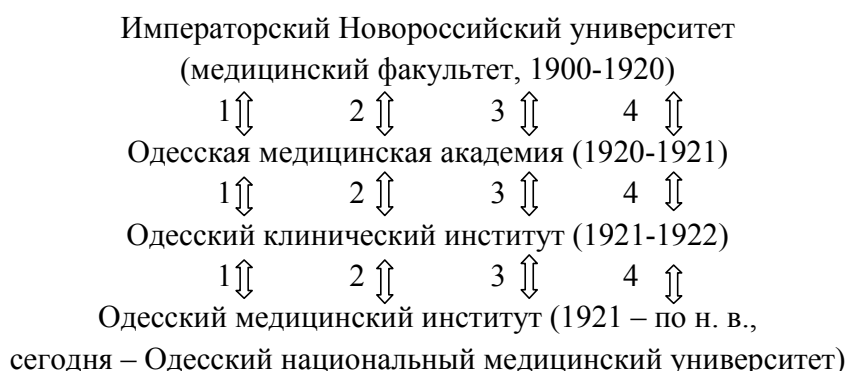 Императорский Новороссийский университет
(медицинский факультет, 1900-1920)
1⇕ 2 ⇕ 3 ⇕ 4 ⇕
Одесская медицинская академия (1920-1921)
1⇕ 2 ⇕ 3 ⇕ 4 ⇕
Одесский клинический институт (1921-1922)
1⇕ 2 ⇕ 3 ⇕ 4 ⇕
Одесский медицинский институт (1921 – по н. в.,
сегодня – Одесский национальный медицинский университет)